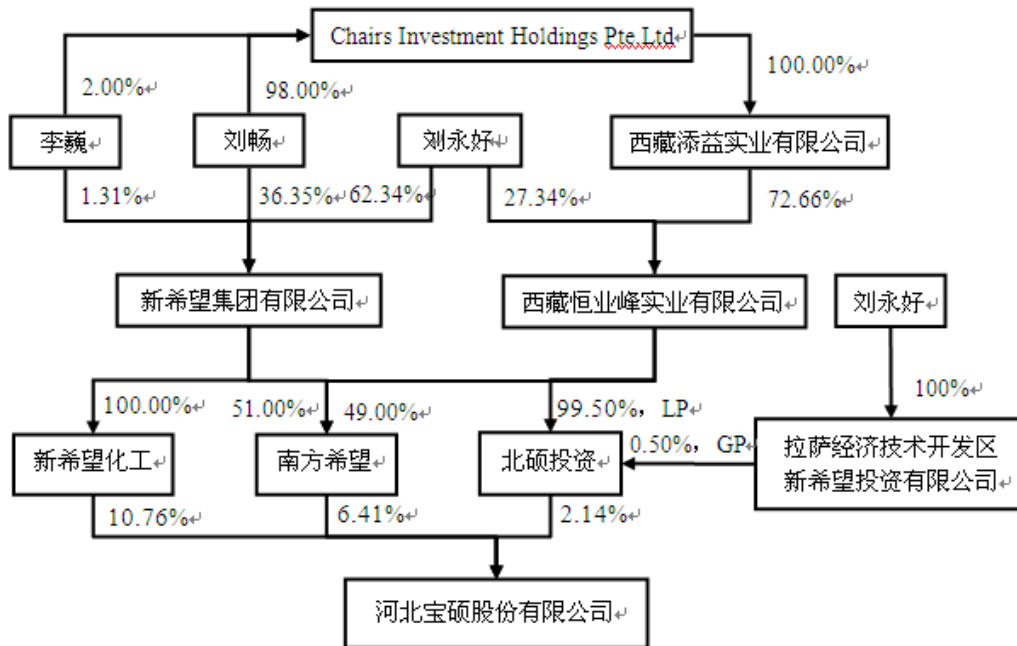 Chairs Investment Holdings Pte.Ltd↵
2.00%↵
98.00%↵
100.00%↵
李巍↵
刘畅↵
刘永好↵
西藏添益实业有限公司↵
1.31%↵
36.35%↵
62.34%↵
27.34%↵
72.66%↵
新希望集团有限公司↵
西藏恒业峰实业有限公司↵
刘永好↵
100.00%↵
51.00%↵
49.00%↵
99.50%，LP↵
100%↵
新希望化工↵
南方希望↵
北硕投资↵
0.50%，GP↵
拉萨经济技术开发区
新希望投资有限公司↵
10.76%↵
6.41%↵
2.14%↵
河北宝硕股份有限公司↵